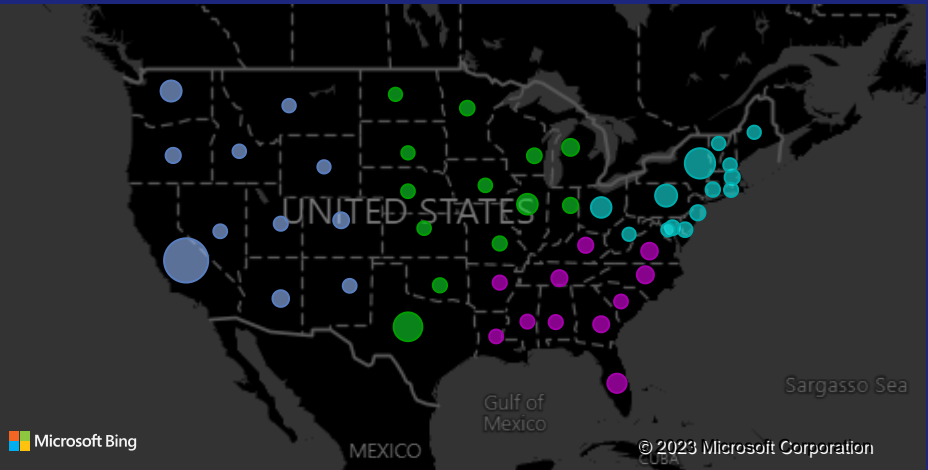 UNITED STATES
Sargasso Sea
Gulf of
Mexico
Microsoft Bing
MEXICO
© 2023 Microsoft Corporation
CUBA